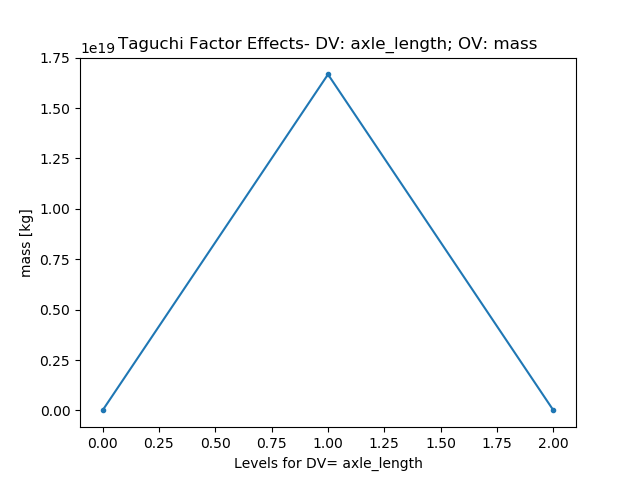 Taguchi Factor Effects- DV: axle_length; OV: mass
1e19
1.75
1.50
1.25
1.00
0.75
0.50
0.25
0.00
mass [kg]
0.00 0.25 0.50 0.75 1.00 1.25 1.50 1.75 2.00
Levels for DV= axle_length